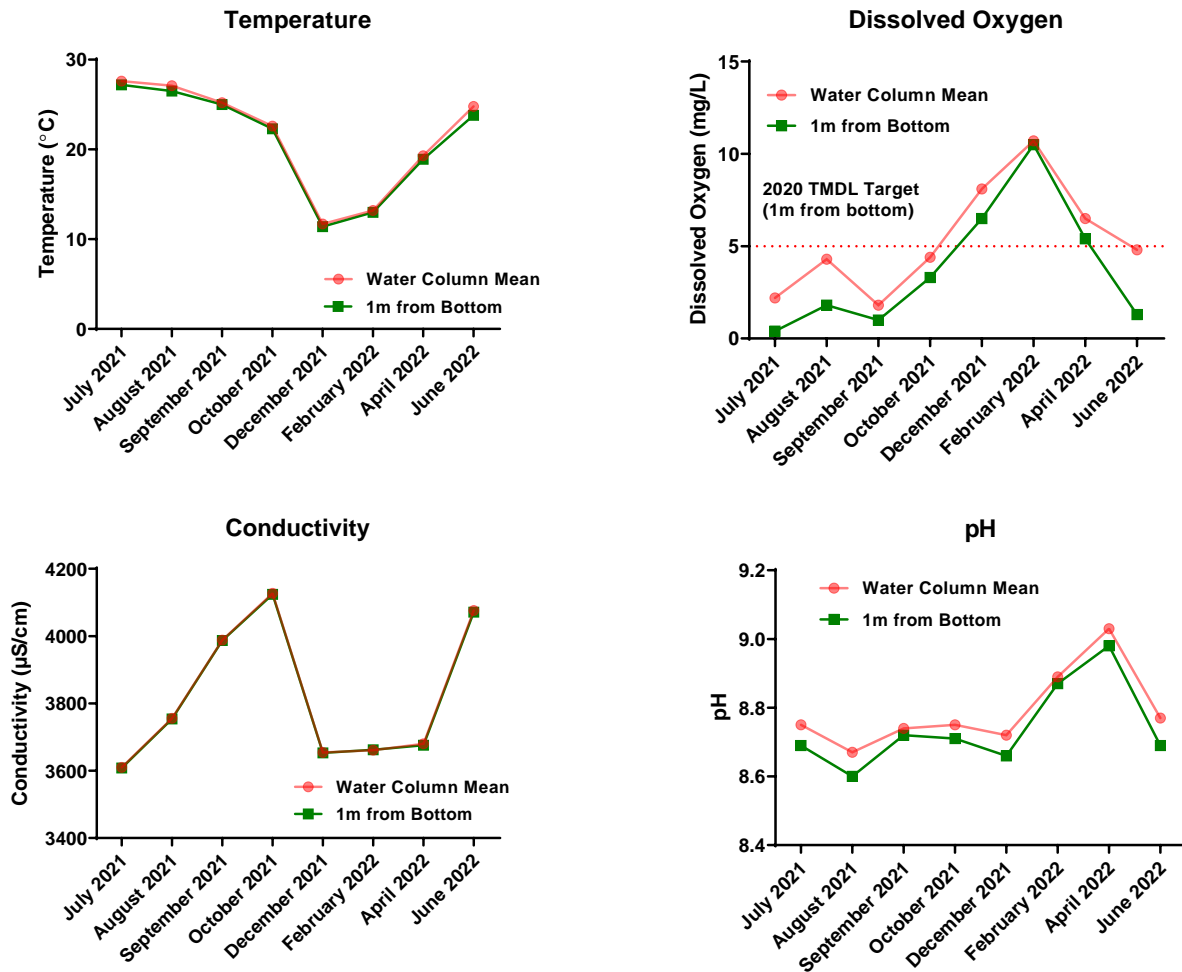 Temperature
30
20
10
0
Temperature (°C)
Water Column Mean
1m from Bottom
July 2021
August 2021
September 2021
October 2021
December 2021
February 2022
April 2022
June 2022
Dissolved Oxygen
15
10
5
0
Dissolved Oxygen (mg/L)
Water Column Mean
1m from Bottom
2020 TMDL Target
(1m from bottom)
July 2021
August 2021
September 2021
October 2021
December 2021
February 2022
April 2022
June 2022
Conductivity
4200
4000
3800
3600
3400
Conductivity (µS/cm)
Water Column Mean
1m from Bottom
July 2021
August 2021
September 2021
October 2021
December 2021
February 2022
April 2022
June 2022
pH
9.2
9.0
8.8
8.6
8.4
pH
Water Column Mean
1m from Bottom
July 2021
August 2021
September 2021
October 2021
December 2021
February 2022
April 2022
June 2022